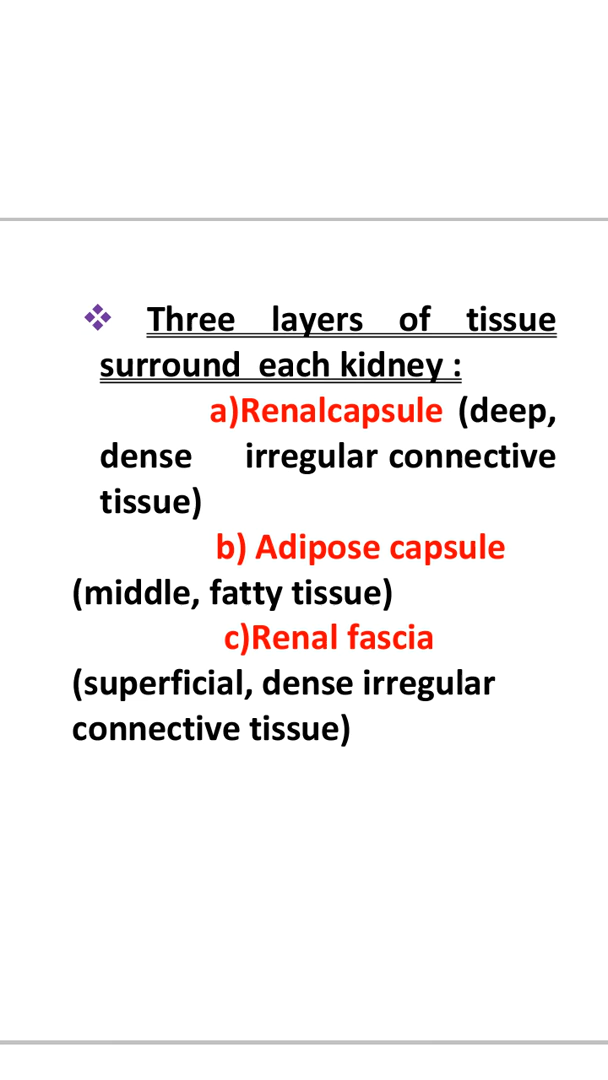 ❖ Three layers of tissue
surround each kidney :
a)Renalcapsule (deep,
dense irregular connective
tissue)
b) Adipose capsule
(middle, fatty tissue)
c)Renal fascia
(superficial, dense irregular
connective tissue)